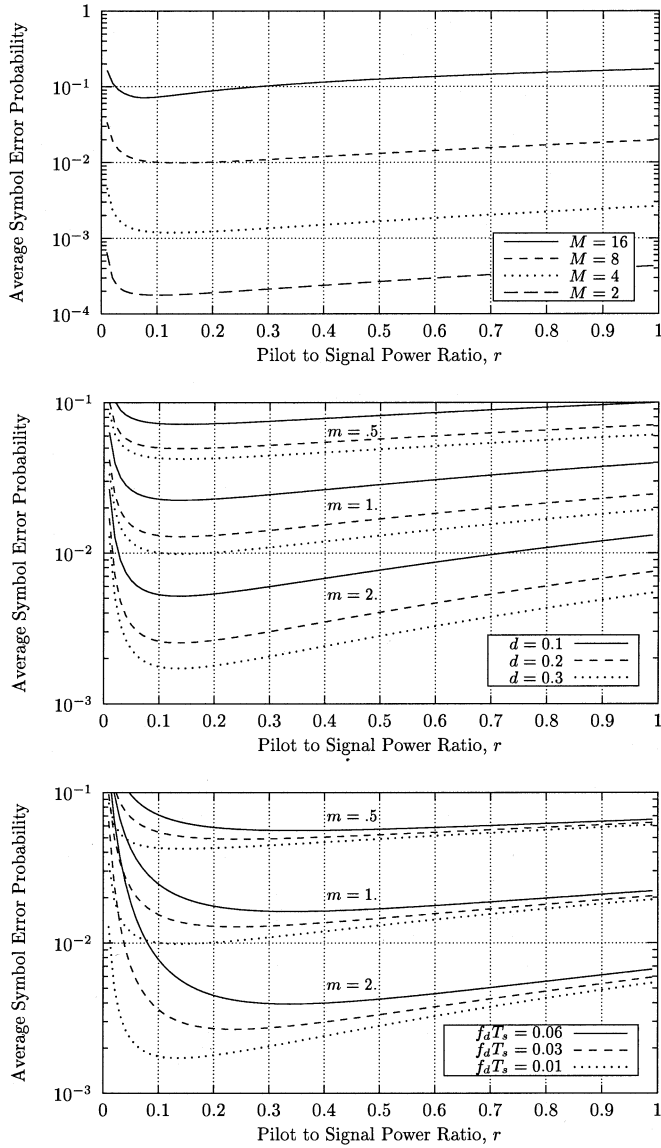 Average Symbol Error Probability
1
10−1
10−2
10−3
10−4
M = 16
M = 8
M = 4
M = 2
0 0.1 0.2 0.3 0.4 0.5 0.6 0.7 0.8 0.9 1
Pilot to Signal Power Ratio, r
Average Symbol Error Probability
10−1
10−2
10−3
m = .5
m = 1.
m = 2.
d = 0.1
d = 0.2
d = 0.3
0 0.1 0.2 0.3 0.4 0.5 0.6 0.7 0.8 0.9 1
Pilot to Signal Power Ratio, r
Average Symbol Error Probability
10−1
10−2
10−3
m = .5
m = 1.
m = 2.
fdTs = 0.06
fdTs = 0.03
fdTs = 0.01
0 0.1 0.2 0.3 0.4 0.5 0.6 0.7 0.8 0.9 1
Pilot to Signal Power Ratio, r